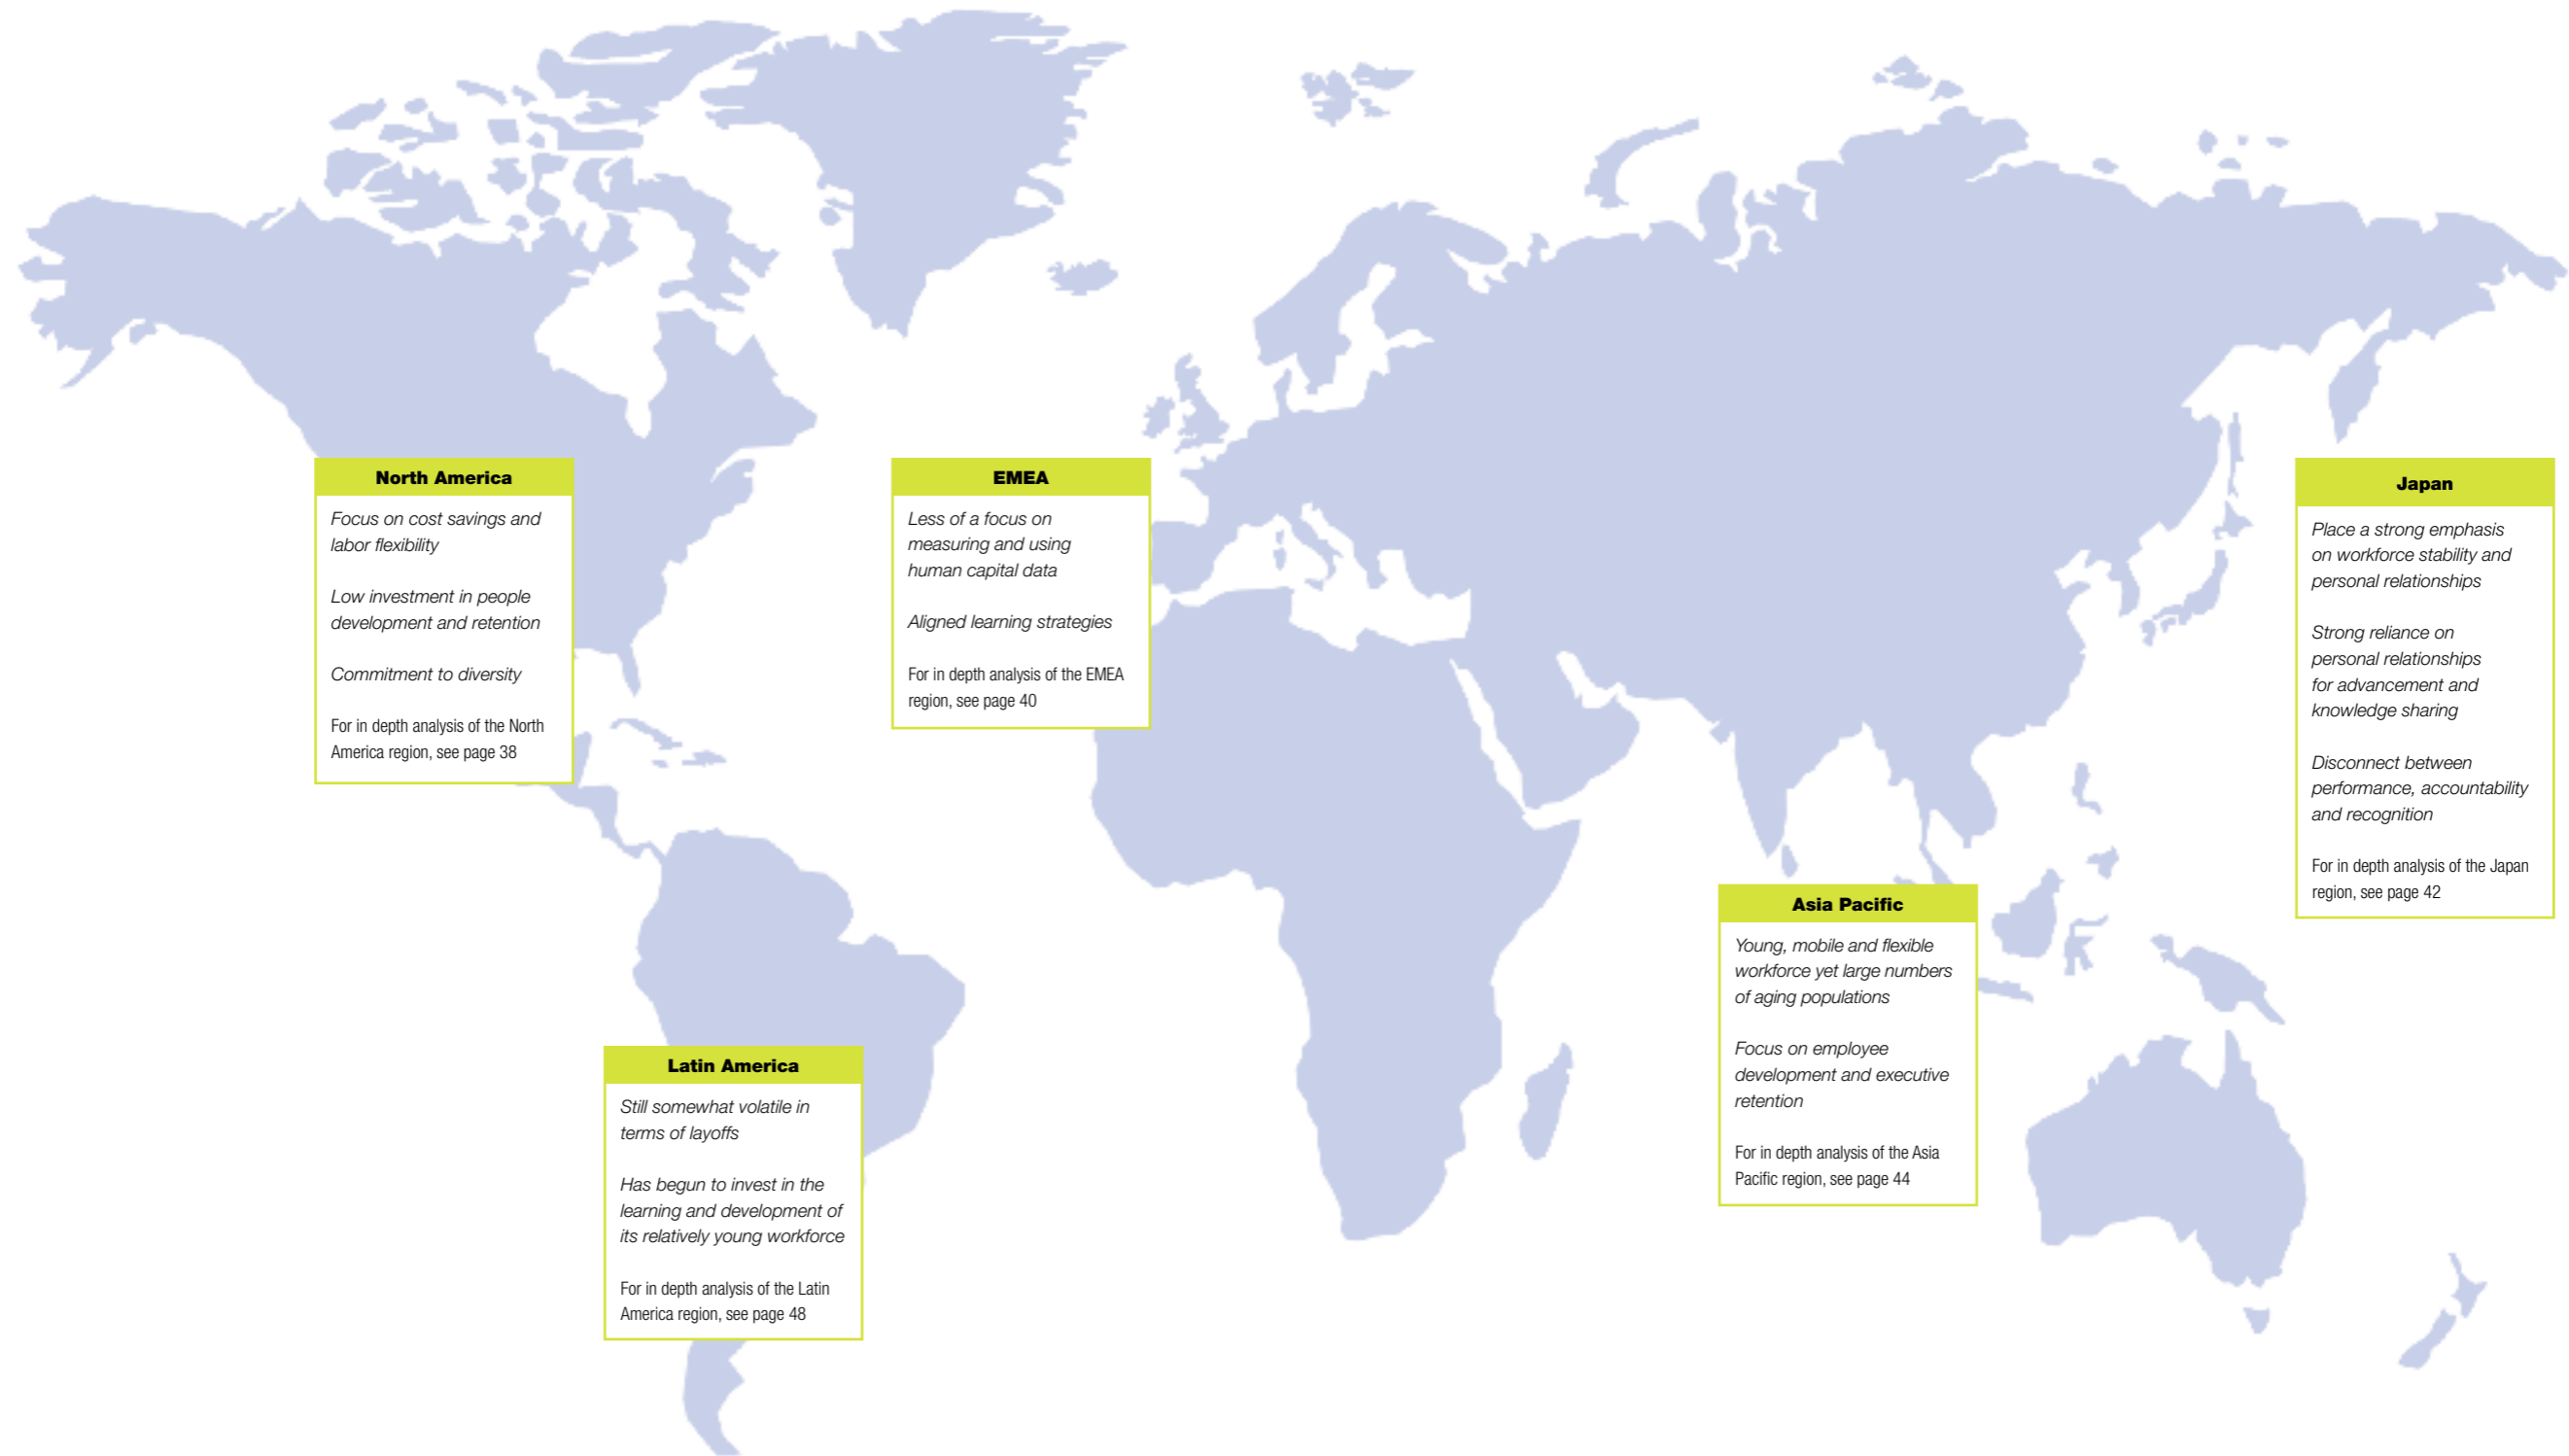 North America
Focus on cost savings and
labor flexibility
Low investment in people
development and retention
Commitment to diversity
For in depth analysis of the North
America region, see page 38
EMEA
Less of a focus on
measuring and using
human capital data
Aligned learning strategies
For in depth analysis of the EMEA
region, see page 40
Japan
Place a strong emphasis
on workforce stability and
personal relationships
Strong reliance on
personal relationships
for advancement and
knowledge sharing
Disconnect between
performance, accountability
and recognition
For in depth analysis of the Japan
region, see page 42
Asia Pacific
Young, mobile and flexible
workforce yet large numbers
of aging populations
Focus on employee
development and executive
retention
For in depth analysis of the Asia
Pacific region, see page 44
Latin America
Still somewhat volatile in
terms of layoffs
Has begun to invest in the
learning and development of
its relatively young workforce
For in depth analysis of the Latin
America region, see page 48